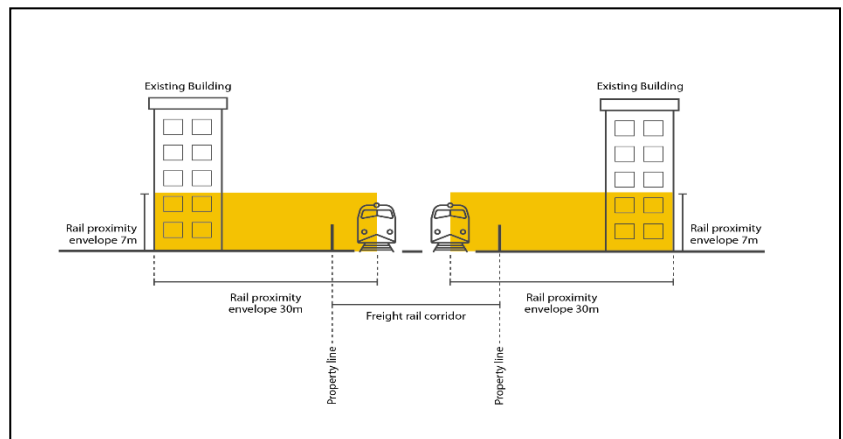 Existing Building
Existing Building
Rail proximity
envelope 7m
Rail proximity
envelope 7m
Rail proximity
envelope 30m
Freight rail corridor
Rail proximity
envelope 30m
Property line
Property line